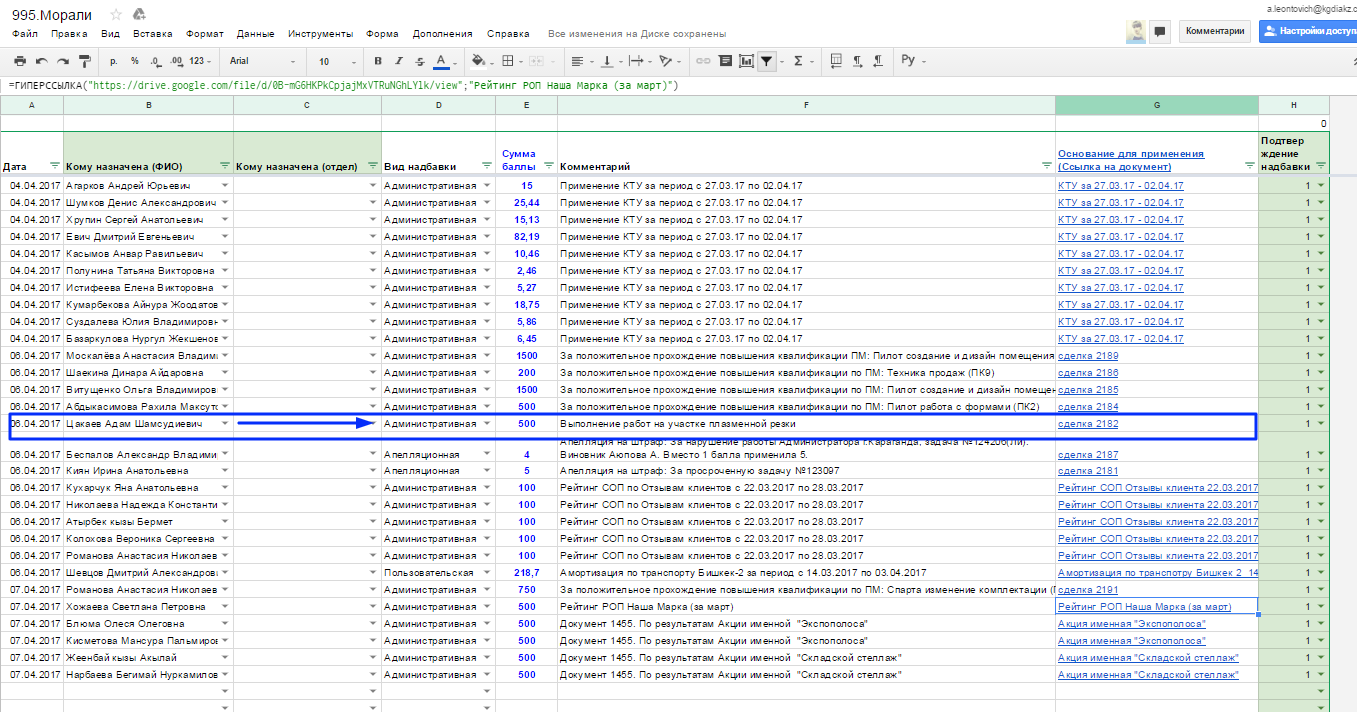 995.Морали
a.leontovich@kgdiakz.c
Файл Правка Вид Вставка Формат Данные Инструменты Форма Дополнения Справка Все изменения на Диске сохранены
Комментарии Настройки доступа
р. % .0 .00 123 Arial 10 B I S A Σ Ру
=ГИПЕРССЫЛКА("https://drive.google.com/file/d/0B-mG6HKPkCpjajMxVTRuNGhLYlk/view";"Рейтинг РОП Наша Марка (за март)")
A B C D E F G H
0
Дата Кому назначена (ФИО) Кому назначена (отдел) Вид надбавки Сумма баллы Комментарий Основание для применения (Ссылка на документ) Подтвер ждение надбавки
04.04.2017 Агарков Андрей Юрьевич Административная 15 Применение КТУ за период с 27.03.17 по 02.04.17 КТУ за 27.03.17 - 02.04.17 1
04.04.2017 Шумков Денис Александрович Административная 25,44 Применение КТУ за период с 27.03.17 по 02.04.17 КТУ за 27.03.17 - 02.04.17 1
04.04.2017 Хрупин Сергей Анатольевич Административная 15,13 Применение КТУ за период с 27.03.17 по 02.04.17 КТУ за 27.03.17 - 02.04.17 1
04.04.2017 Евич Дмитрий Евгеньевич Административная 82,19 Применение КТУ за период с 27.03.17 по 02.04.17 КТУ за 27.03.17 - 02.04.17 1
04.04.2017 Касымов Анвар Равильевич Административная 10,46 Применение КТУ за период с 27.03.17 по 02.04.17 КТУ за 27.03.17 - 02.04.17 1
04.04.2017 Полунина Татьяна Викторовна Административная 2,46 Применение КТУ за период с 27.03.17 по 02.04.17 КТУ за 27.03.17 - 02.04.17 1
04.04.2017 Истифеева Елена Викторовна Административная 5,27 Применение КТУ за период с 27.03.17 по 02.04.17 КТУ за 27.03.17 - 02.04.17 1
04.04.2017 Кумарбекова Айнура Жоодатов Административная 18,75 Применение КТУ за период с 27.03.17 по 02.04.17 КТУ за 27.03.17 - 02.04.17 1
04.04.2017 Суздалева Юлия Владимировн Административная 5,86 Применение КТУ за период с 27.03.17 по 02.04.17 КТУ за 27.03.17 - 02.04.17 1
04.04.2017 Базаркулова Нургул Жекшенов Административная 6,45 Применение КТУ за период с 27.03.17 по 02.04.17 КТУ за 27.03.17 - 02.04.17 1
06.04.2017 Москалёва Анастасия Владими Административная 1500 За положительное прохождение повышения квалификации ПМ: Пилот создание и дизайн помещения сделка 2189 1
06.04.2017 Шаекина Динара Айдаровна Административная 200 За положительное прохождение повышения квалификации по ПМ: Техника продаж (ПК9) сделка 2186 1
06.04.2017 Витущенко Ольга Владимиров Административная 1500 За положительное прохождение повышения квалификации по ПМ: Пилот создание и дизайн помещен сделка 2185 1
06.04.2017 Абдыкасимова Рахила Максутс Административная 500 За положительное прохождение повышения квалификации по ПМ: Пилот работа с формами (ПК2) сделка 2184 1
06.04.2017 Цакаев Адам Шамсудиевич Административная 500 Выполнение работ на участке плазменной резки сделка 2182 1
Апелляция на штраф: За нарушение работы Администратора г.Караганда, задача №124206(ЛИ).
06.04.2017 Беспалов Александр Владими Апелляционная 4 Виновник Аюпова А. Вместо 1 балла применила 5. сделка 2187 1
06.04.2017 Киян Ирина Анатольевна Апелляционная 5 Апелляция на штраф: За просроченную задачу №123097 сделка 2181 1
06.04.2017 Кухарчук Яна Анатольевна Административная 100 Рейтинг СОП по Отзывам клиентов с 22.03.2017 по 28.03.2017 Рейтинг СОП Отзывы клиента 22.03.2017 1
06.04.2017 Николаева Надежда Константи Административная 100 Рейтинг СОП по Отзывам клиентов с 22.03.2017 по 28.03.2017 Рейтинг СОП Отзывы клиента 22.03.2017 1
06.04.2017 Атырбек кызы Бермет Административная 100 Рейтинг СОП по Отзывам клиентов с 22.03.2017 по 28.03.2017 Рейтинг СОП Отзывы клиента 22.03.2017 1
06.04.2017 Колохова Вероника Сергеевна Административная 100 Рейтинг СОП по Отзывам клиентов с 22.03.2017 по 28.03.2017 Рейтинг СОП Отзывы клиента 22.03.2017 1
06.04.2017 Романова Анастасия Николаев Административная 100 Рейтинг СОП по Отзывам клиентов с 22.03.2017 по 28.03.2017 Рейтинг СОП Отзывы клиента 22.03.2017 1
06.04.2017 Шевцов Дмитрий Александрови Пользовательская 218,7 Амортизация по транспорту Бишкек-2 за период с 14.03.2017 по 03.04.2017 Амортизация по транспотру Бишкек 2_14 1
07.04.2017 Романова Анастасия Николаев Административная 750 За положительное прохождение повышения квалификации по ПМ: Спарта изменение комплектации (Г сделка 2191 1
07.04.2017 Хожаева Светлана Петровна Административная 500 Рейтинг РОП Наша Марка (за март) Рейтинг РОП Наша Марка (за март) 1
07.04.2017 Блюма Олеся Олеговна Административная 500 Документ 1455. По результатам Акции именной "Экспополоса" Акция именная "Экспополоса" 1
07.04.2017 Кисметова Мансура Пальмиров Административная 500 Документ 1455. По результатам Акции именной "Экспополоса" Акция именная "Экспополоса" 1
07.04.2017 Жеенбай кызы Акылай Административная 500 Документ 1455. По результатам Акции именной "Складской стеллаж" Акция именная "Складской стеллаж" 1
07.04.2017 Нарбаева Бегимай Нуркамилов Административная 500 Документ 1455. По результатам Акции именной "Складской стеллаж" Акция именная "Складской стеллаж" 1